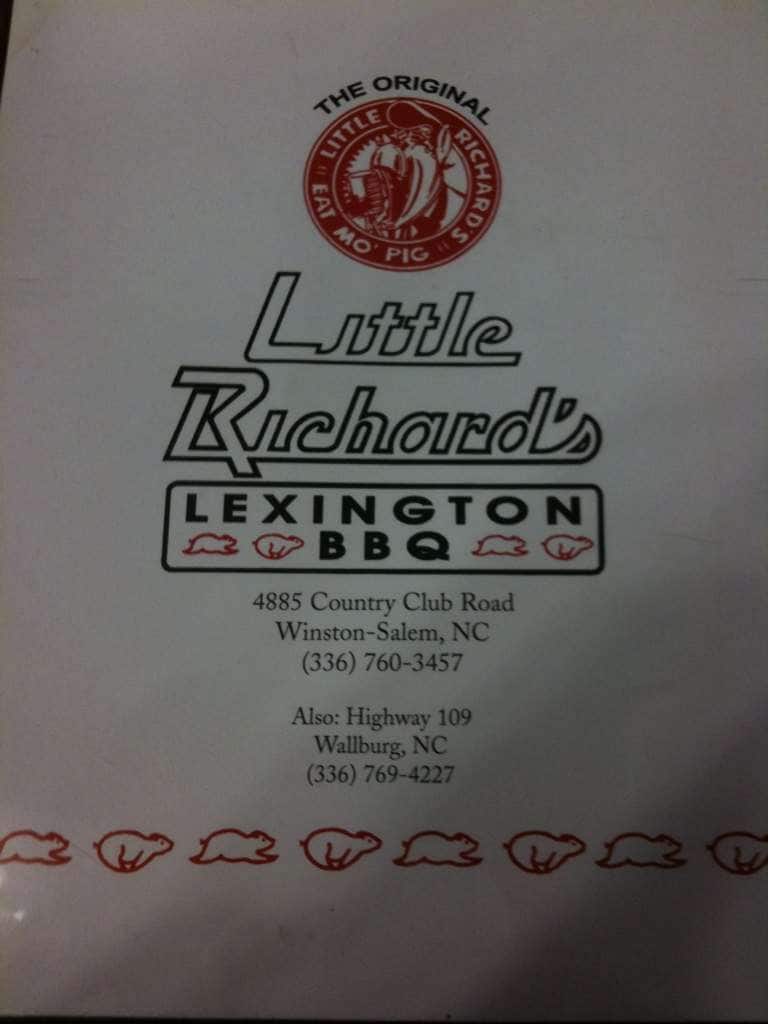 THE ORIGINAL
" LITTLE RICHARD'S "
EAT MO' PIG
Little
Richard's
LEXINGTON
BBQ
4885 Country Club Road
Winston-Salem, NC
(336) 760-3457
Also: Highway 109
Wallburg, NC
(336) 769-4227